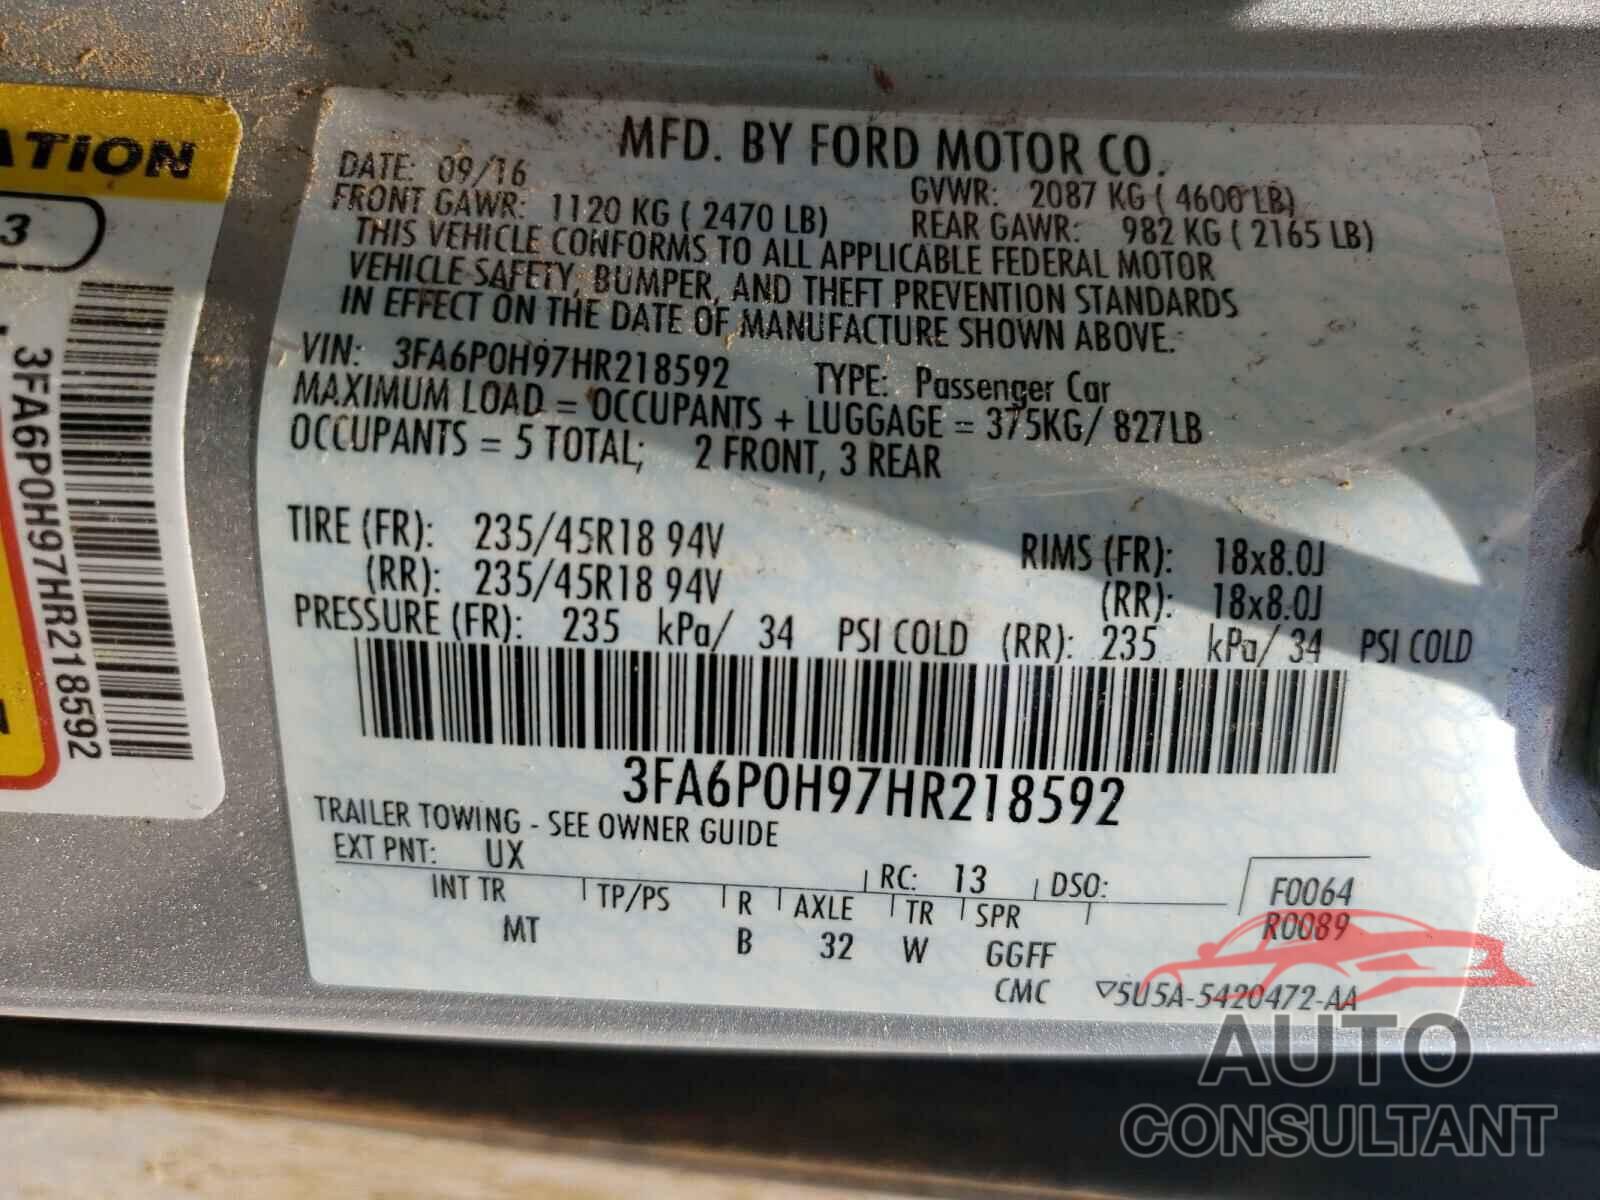 ATION
3
3FA6P0H97HR218592
MFD. BY FORD MOTOR CO.
DATE: 09/16
GVWR: 2087 KG ( 4600 LB)
FRONT GAWR: 1120 KG ( 2470 LB)
REAR GAWR: 982 KG ( 2165 LB)
THIS VEHICLE CONFORMS TO ALL APPLICABLE FEDERAL MOTOR
VEHICLE SAFETY, BUMPER, AND THEFT PREVENTION STANDARDS
IN EFFECT ON THE DATE OF MANUFACTURE SHOWN ABOVE.
VIN: 3FA6P0H97HR218592 TYPE: Passenger Car
MAXIMUM LOAD = OCCUPANTS + LUGGAGE = 375KG/ 827LB
OCCUPANTS = 5 TOTAL; 2 FRONT, 3 REAR
TIRE (FR): 235/45R18 94V RIMS (FR): 18x8.0J
(RR): 235/45R18 94V (RR): 18x8.0J
PRESSURE (FR): 235 kPa/ 34 PSI COLD (RR): 235 kPa/ 34 PSI COLD
3FA6P0H97HR218592
TRAILER TOWING - SEE OWNER GUIDE
EXT PNT: UX RC: 13 DSO: F0064
INT TR TP/PS R AXLE TR SPR R0089
MT B 32 W GGFF
CMC ▽5U5A-5420472-AA
AUTO
CONSULTANT